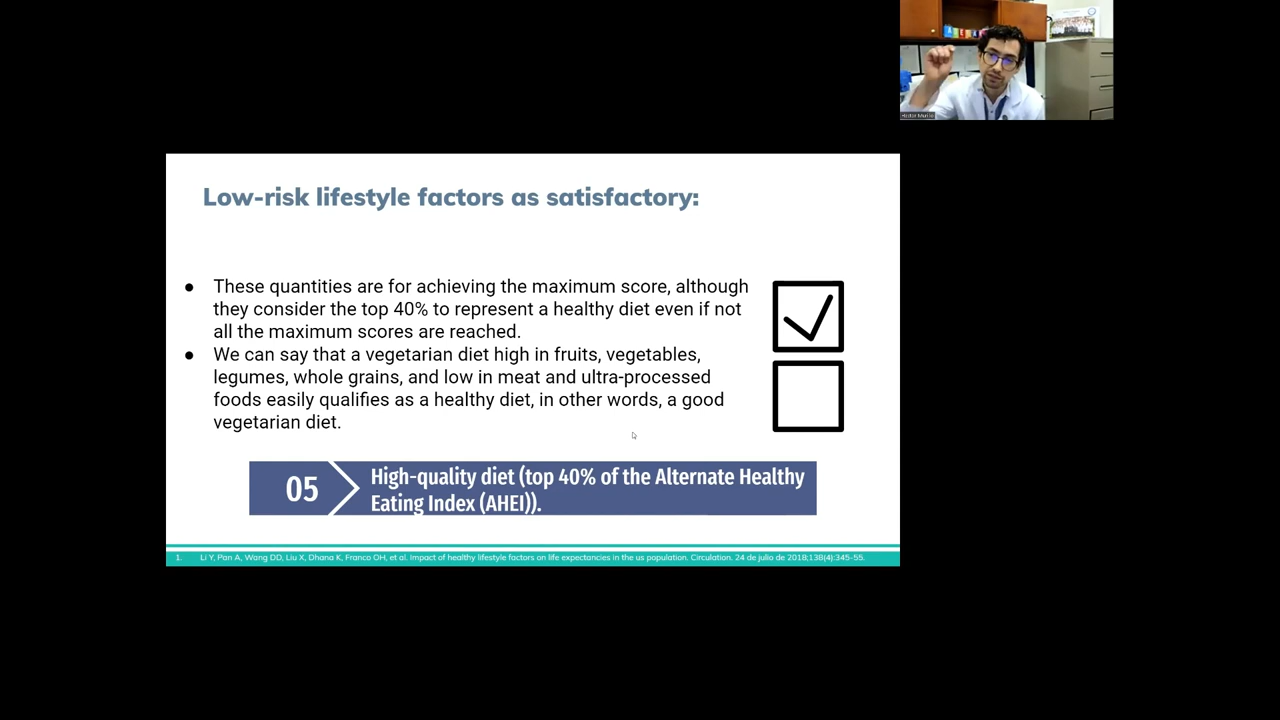 Low-risk lifestyle factors as satisfactory:
● These quantities are for achieving the maximum score, although
they consider the top 40% to represent a healthy diet even if not
all the maximum scores are reached.
● We can say that a vegetarian diet high in fruits, vegetables,
legumes, whole grains, and low in meat and ultra-processed
foods easily qualifies as a healthy diet, in other words, a good
vegetarian diet.
05
High-quality diet (top 40% of the Alternate Healthy
Eating Index (AHEI)).
1. Li Y, Pan A, Wang DD, Liu X, Dhana K, Franco OH, et al. Impact of healthy lifestyle factors on life expectancies in the us population. Circulation. 24 de julio de 2018;138(4):345-55.